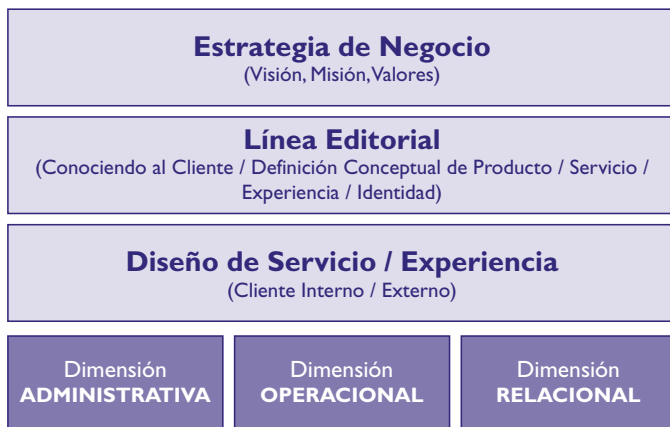 Estrategia de Negocio
(Visión, Misión, Valores)
Línea Editorial
(Conociendo al Cliente / Definición Conceptual de Producto / Servicio /
Experiencia / Identidad)
Diseño de Servicio / Experiencia
(Cliente Interno / Externo)
Dimensión
ADMINISTRATIVA
Dimensión
OPERACIONAL
Dimensión
RELACIONAL